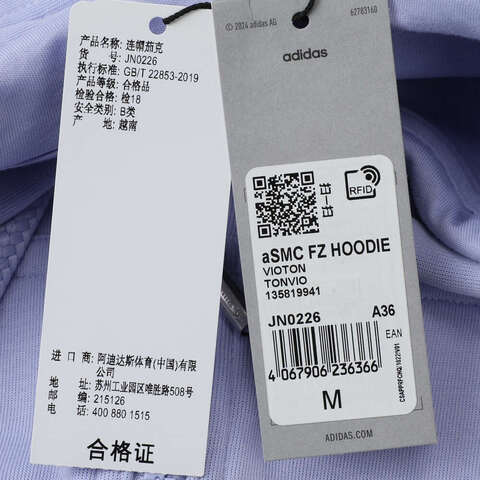 产品名称: 连帽茄克
货 号: JN0226
执行标准: GB/T 22853-2019
产品等级: 合格品
检验合格: 检18
安全类别: B类
产 地: 越南
进 口 商: 阿迪达斯体育(中国)有限公司
地 址: 苏州工业园区唯胜路508号
邮 编: 215126
电 话: 400 880 1515
合格证
© 2024 adidas AG
62783160
adidas
RFID
aSMC FZ HOODIE
VIOTON
TONVIO
135819941
JN0226 A36
EAN
4 067906 236366
M
ADIDAS.COM